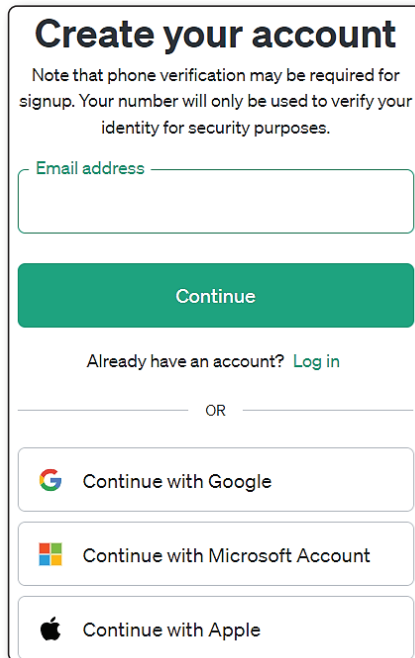 Create your account
Note that phone verification may be required for
signup. Your number will only be used to verify your
identity for security purposes.
Email address
Continue
Already have an account? Log in
OR
Continue with Google
Continue with Microsoft Account
Continue with Apple